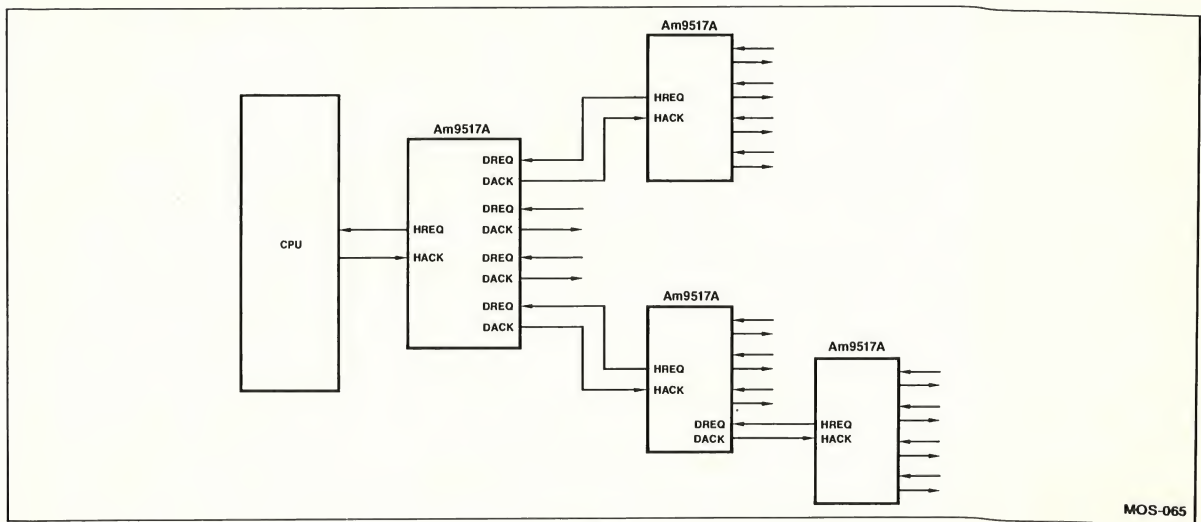 Am9517A
HREQ
HACK
Am9517A
DREQ
DACK
DREQ
DACK
HREQ
CPU
HACK
DREQ
DACK
DREQ
DACK
Am9517A
HREQ
HACK
DREQ
DACK
Am9517A
HREQ
HACK
MOS-065